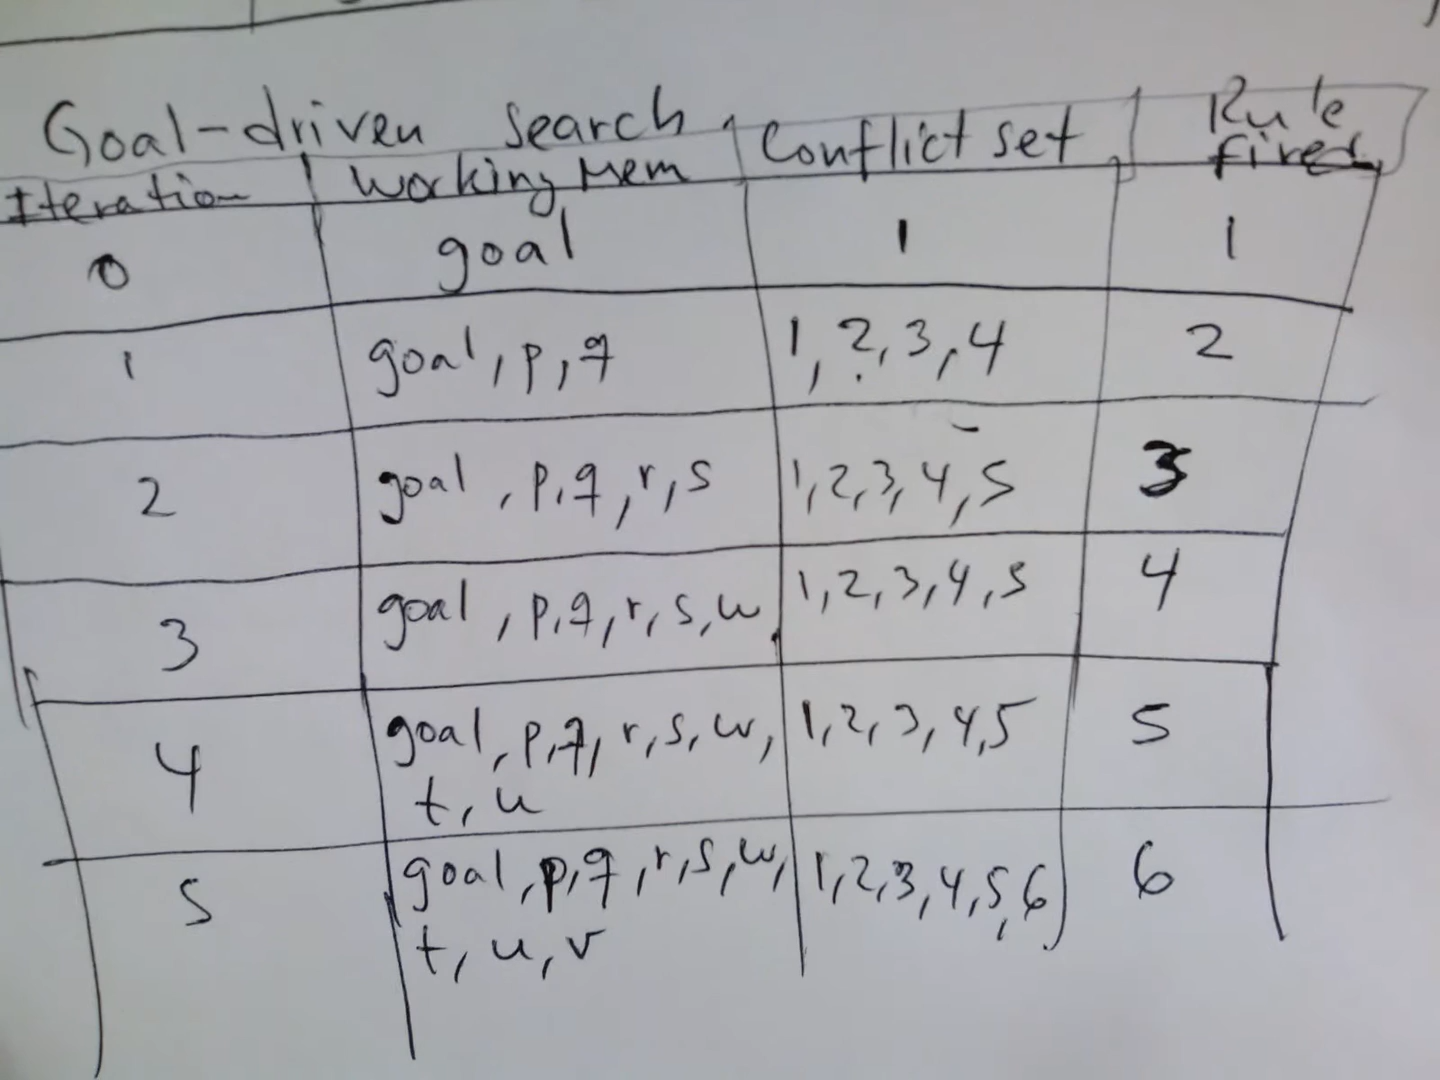 Goal-driven search
Iteration Working Mem Conflict set Rule fired
0 goal 1 1
1 goal, p, q 1, 2, 3, 4 2
2 goal, p, q, r, s 1, 2, 3, 4, 5 3
3 goal, p, q, r, s, w 1, 2, 3, 4, 5 4
4 goal, p, q, r, s, w, 1, 2, 3, 4, 5 5
t, u
5 goal, p, q, r, s, w, 1, 2, 3, 4, 5, 6 6
t, u, v